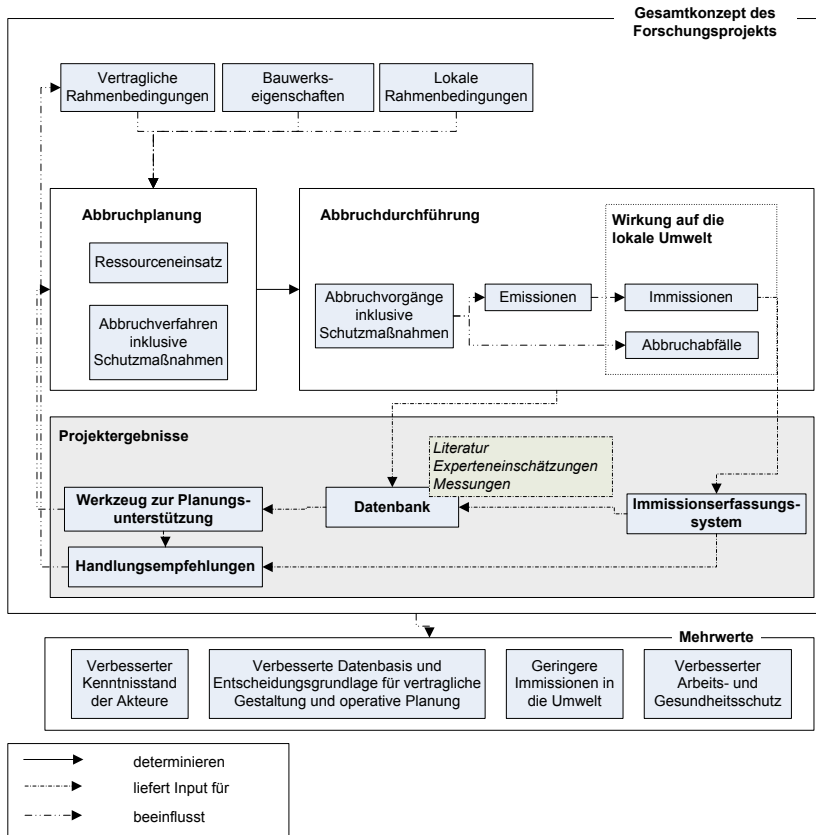 Gesamtkonzept des
Forschungsprojekts
Vertragliche
Rahmenbedingungen
Bauwerks-
eigenschaften
Lokale
Rahmenbedingungen
Abbruchplanung
Ressourceneinsatz
Abbruchverfahren
inklusive
Schutzmaßnahmen
Abbruchdurchführung
Abbruchvorgänge
inklusive
Schutzmaßnahmen
Emissionen
Wirkung auf die
lokale Umwelt
Immissionen
Abbruchabfälle
Projektergebnisse
Literatur
Experteneinschätzungen
Messungen
Werkzeug zur Planungs-
unterstützung
Datenbank
Immissionserfassungs-
system
Handlungsempfehlungen
Mehrwerte
Verbesserter
Kenntnisstand
der Akteure
Verbesserte Datenbasis und
Entscheidungsgrundlage für vertragliche
Gestaltung und operative Planung
Geringere
Immissionen in
die Umwelt
Verbesserter
Arbeits- und
Gesundheitsschutz
determinieren
liefert Input für
beeinflusst